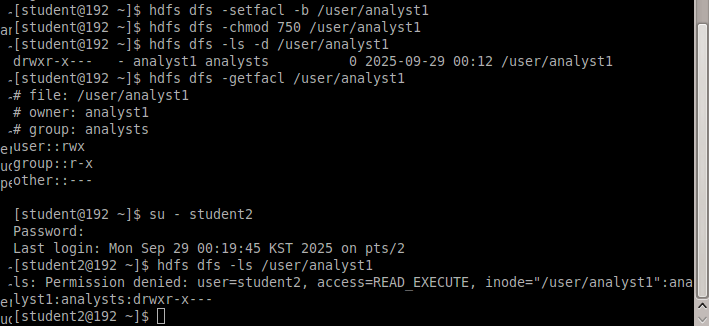 [student@192 ~]$ hdfs dfs -setfacl -b /user/analyst1
[student@192 ~]$ hdfs dfs -chmod 750 /user/analyst1
[student@192 ~]$ hdfs dfs -ls -d /user/analyst1
drwxr-x---   - analyst1 analysts          0 2025-09-29 00:12 /user/analyst1
[student@192 ~]$ hdfs dfs -getfacl /user/analyst1
# file: /user/analyst1
# owner: analyst1
# group: analysts
user::rwx
group::r-x
other::---
[student@192 ~]$ su - student2
Password:
Last login: Mon Sep 29 00:19:45 KST 2025 on pts/2
[student2@192 ~]$ hdfs dfs -ls /user/analyst1
ls: Permission denied: user=student2, access=READ_EXECUTE, inode="/user/analyst1":ana
lyst1:analysts:drwxr-x---
[student2@192 ~]$